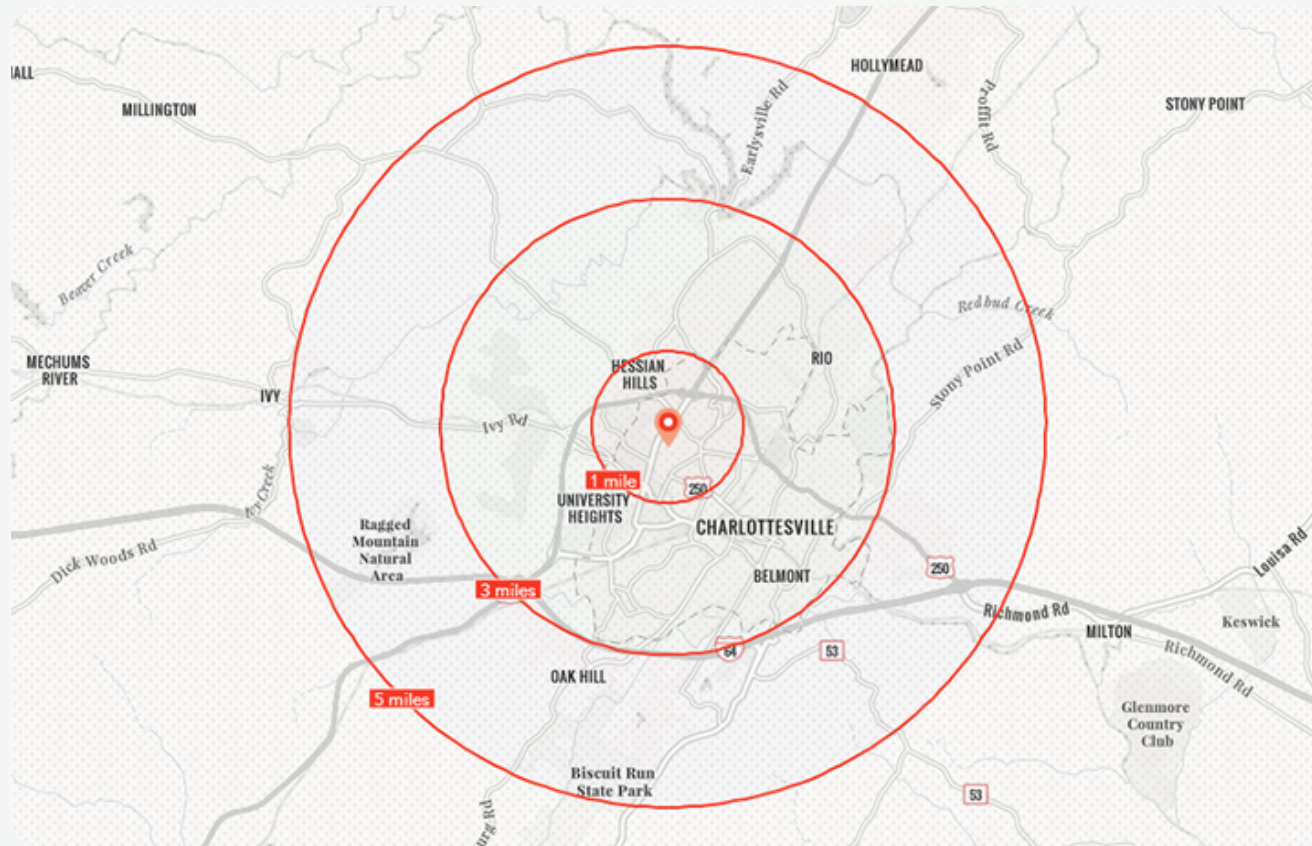 HOLLYMEAD
ALL
MILLINGTON
Earlysville Rd
Proffit Rd
STONY POINT
Beaver Creek
Redbud Creek
MECHUMS
RIVER
HESSIAN
HILLS
RIO
Stony Point Rd
IVY
Ivy Rd
1 mile
250
Ivy Creek
UNIVERSITY
HEIGHTS
CHARLOTTESVILLE
Ragged
Mountain
Natural
Area
Dick Woods Rd
BELMONT
250
Louisa Rd
3 miles
Richmond Rd
Keswick
MILTON
64
53
Richmond Rd
OAK HILL
5 miles
Glenmore
Country
Club
Biscuit Run
State Park
53
urg Rd